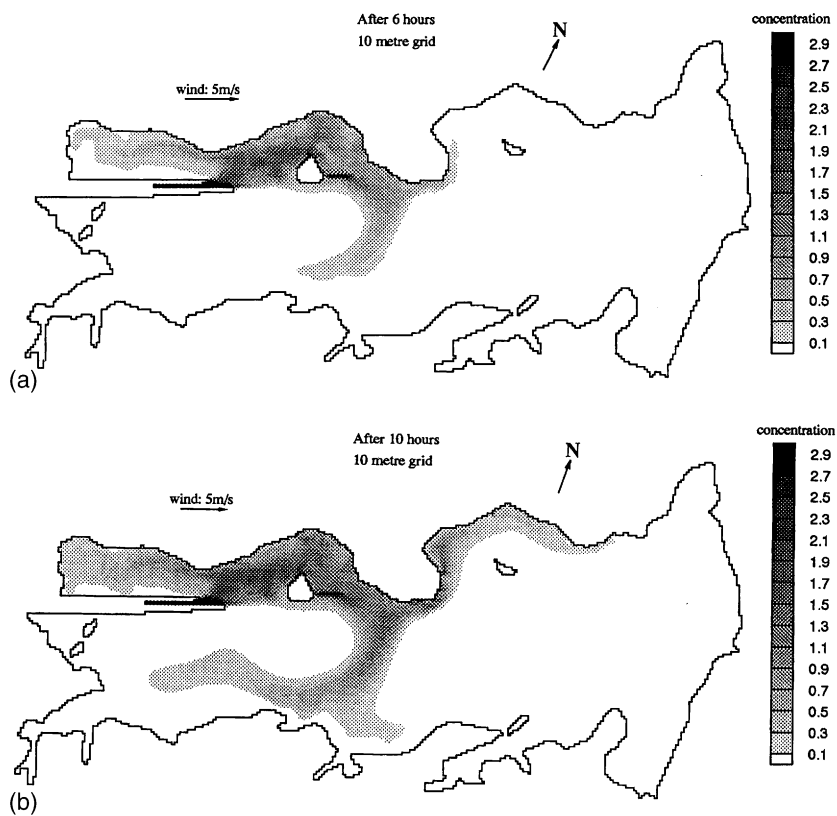 After 6 hours
10 metre grid
N
wind: 5m/s
concentration
2.9
2.7
2.5
2.3
2.1
1.9
1.7
1.5
1.3
1.1
0.9
0.7
0.5
0.3
0.1
(a)
After 10 hours
10 metre grid
N
wind: 5m/s
concentration
2.9
2.7
2.5
2.3
2.1
1.9
1.7
1.5
1.3
1.1
0.9
0.7
0.5
0.3
0.1
(b)